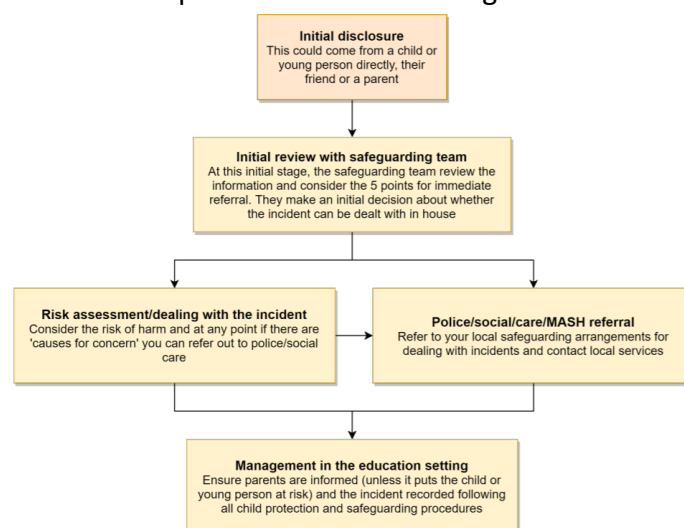 Initial disclosure
This could come from a child or
young person directly, their
friend or a parent
Initial review with safeguarding team
At this initial stage, the safeguarding team review the
information and consider the 5 points for immediate
referral. They make an initial decision about whether
the incident can be dealt with in house
Risk assessment/dealing with the incident
Consider the risk of harm and at any point if there are
'causes for concern' you can refer out to police/social
care
Police/social/care/MASH referral
Refer to your local safeguarding arrangements for
dealing with incidents and contact local services
Management in the education setting
Ensure parents are informed (unless it puts the child or
young person at risk) and the incident recorded following
all child protection and safeguarding procedures